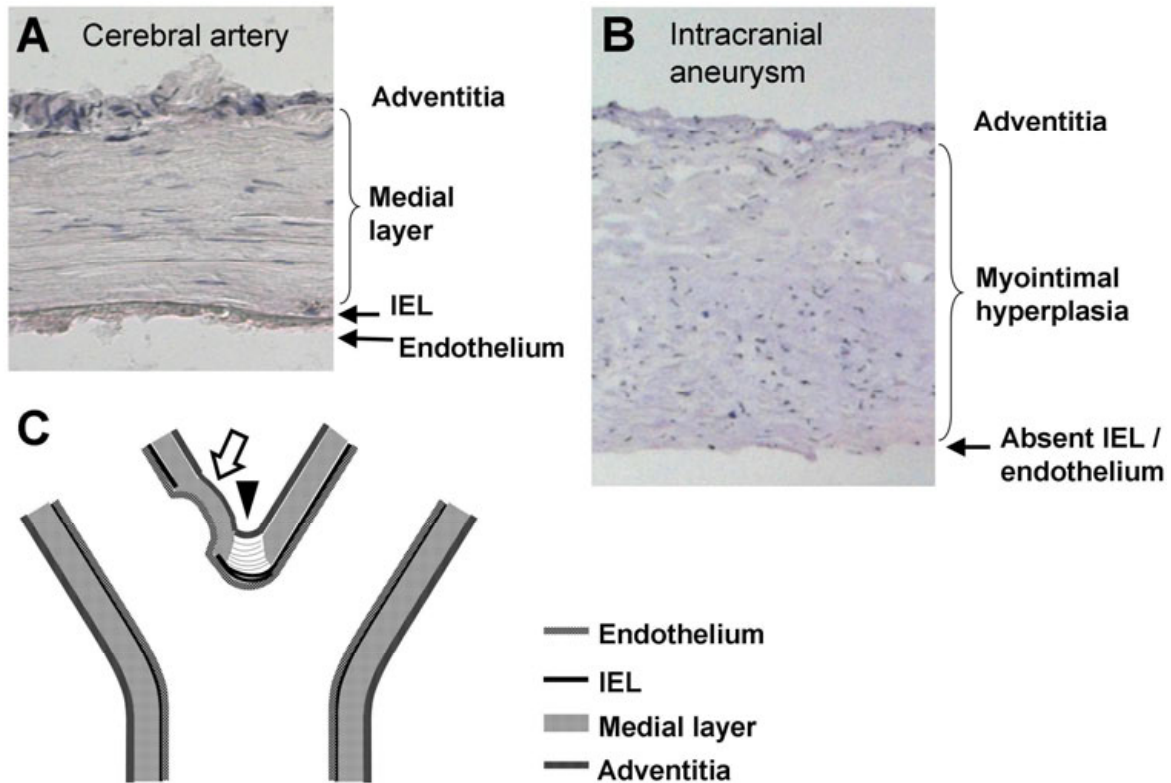 A Cerebral artery
Adventitia
Medial
layer
IEL
Endothelium
B Intracranial
aneurysm
Adventitia
Myointimal
hyperplasia
Absent IEL /
endothelium
C
Endothelium
IEL
Medial layer
Adventitia